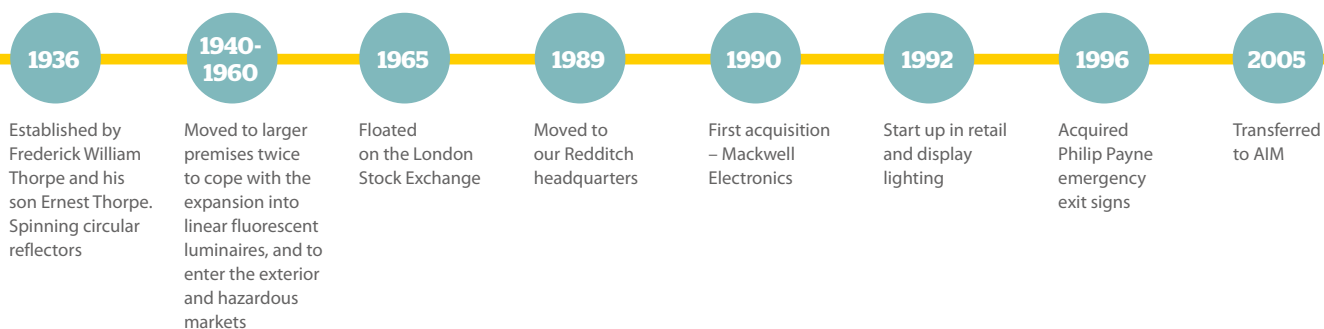 1936
Established by
Frederick William
Thorpe and his
son Ernest Thorpe.
Spinning circular
reflectors
1940-
1960
Moved to larger
premises twice
to cope with the
expansion into
linear fluorescent
luminaires, and to
enter the exterior
and hazardous
markets
1965
Floated
on the London
Stock Exchange
1989
Moved to
our Redditch
headquarters
1990
First acquisition
– Mackwell
Electronics
1992
Start up in retail
and display
lighting
1996
Acquired
Philip Payne
emergency
exit signs
2005
Transferred
to AIM